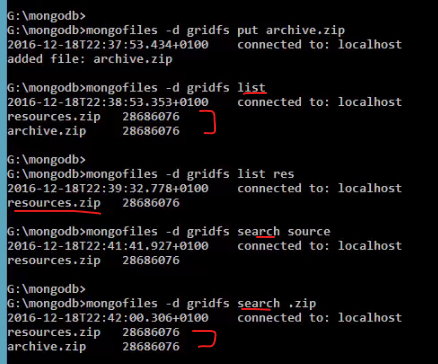 G:\mongodb>
G:\mongodb>mongofiles -d gridfs put archive.zip
2016-12-18T22:37:53.434+0100 connected to: localhost
added file: archive.zip
G:\mongodb>mongofiles -d gridfs list
2016-12-18T22:38:53.353+0100 connected to: localhost
resources.zip 28686076
archive.zip 28686076
G:\mongodb>
G:\mongodb>mongofiles -d gridfs list res
2016-12-18T22:39:32.778+0100 connected to: localhost
resources.zip 28686076
G:\mongodb>mongofiles -d gridfs search source
2016-12-18T22:41:41.927+0100 connected to: localhost
resources.zip 28686076
G:\mongodb>
G:\mongodb>mongofiles -d gridfs search .zip
2016-12-18T22:42:00.306+0100 connected to: localhost
resources.zip 28686076
archive.zip 28686076